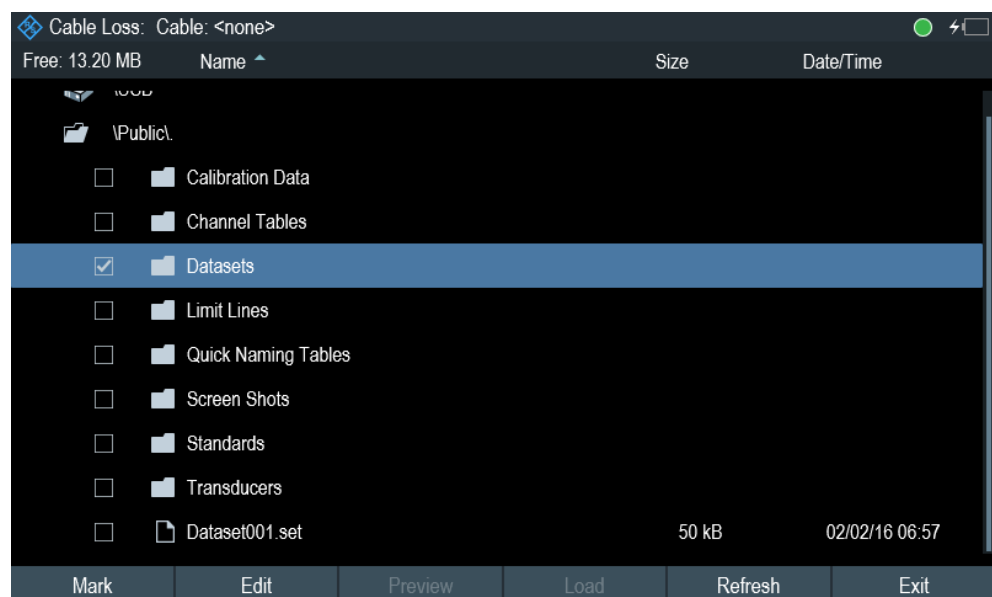 Cable Loss: Cable: <none>
Free: 13.20 MB Name Size Date/Time
\Public\.
Calibration Data
Channel Tables
Datasets
Limit Lines
Quick Naming Tables
Screen Shots
Standards
Transducers
Dataset001.set 50 kB 02/02/16 06:57
Mark Edit Preview Load Refresh Exit